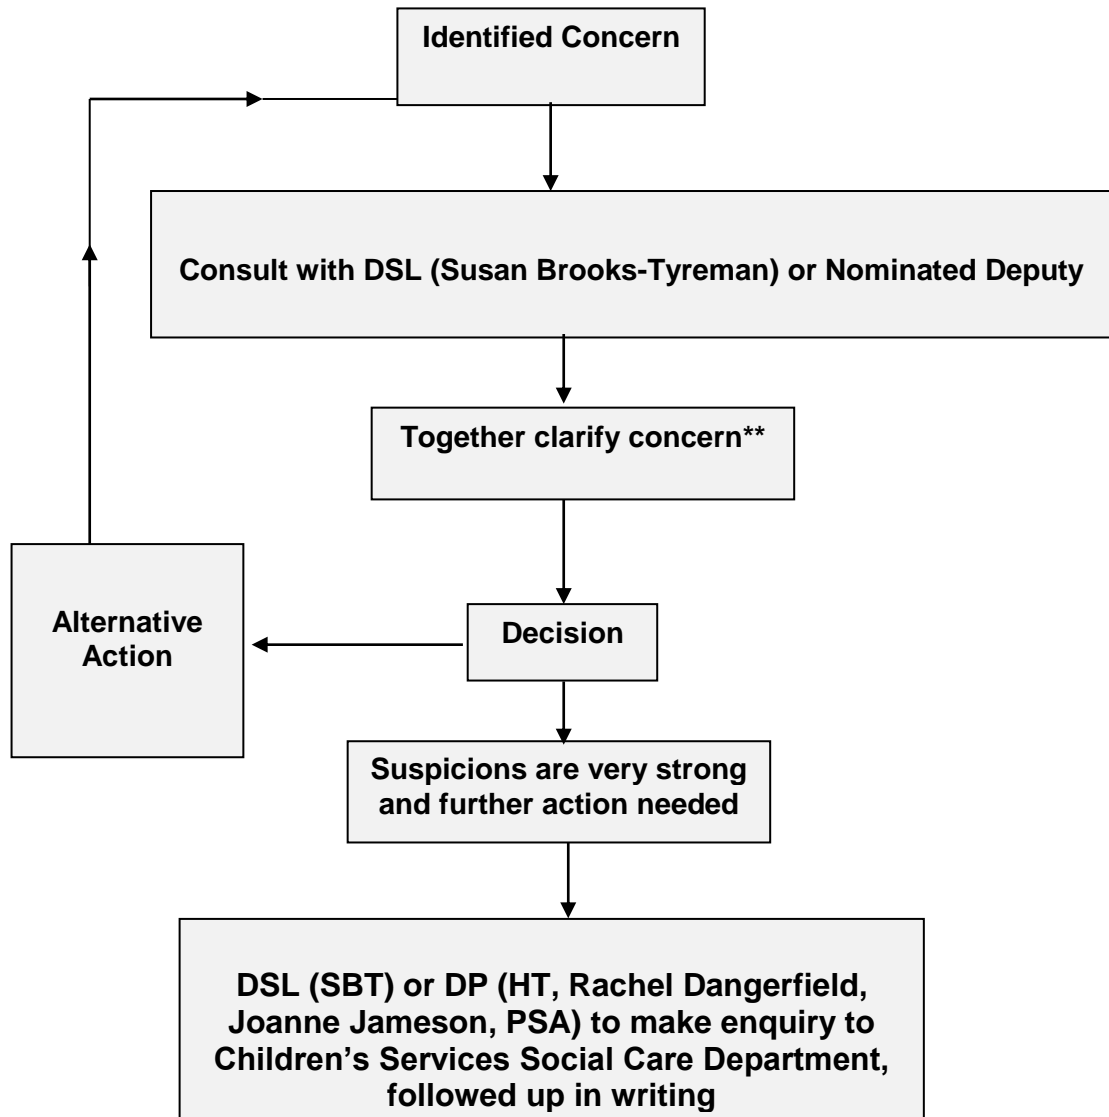 Identified Concern
Consult with DSL (Susan Brooks-Tyreman) or Nominated Deputy
Together clarify concern**
Alternative
Action
Decision
Suspicions are very strong
and further action needed
DSL (SBT) or DP (HT, Rachel Dangerfield,
Joanne Jameson, PSA) to make enquiry to
Children’s Services Social Care Department,
followed up in writing